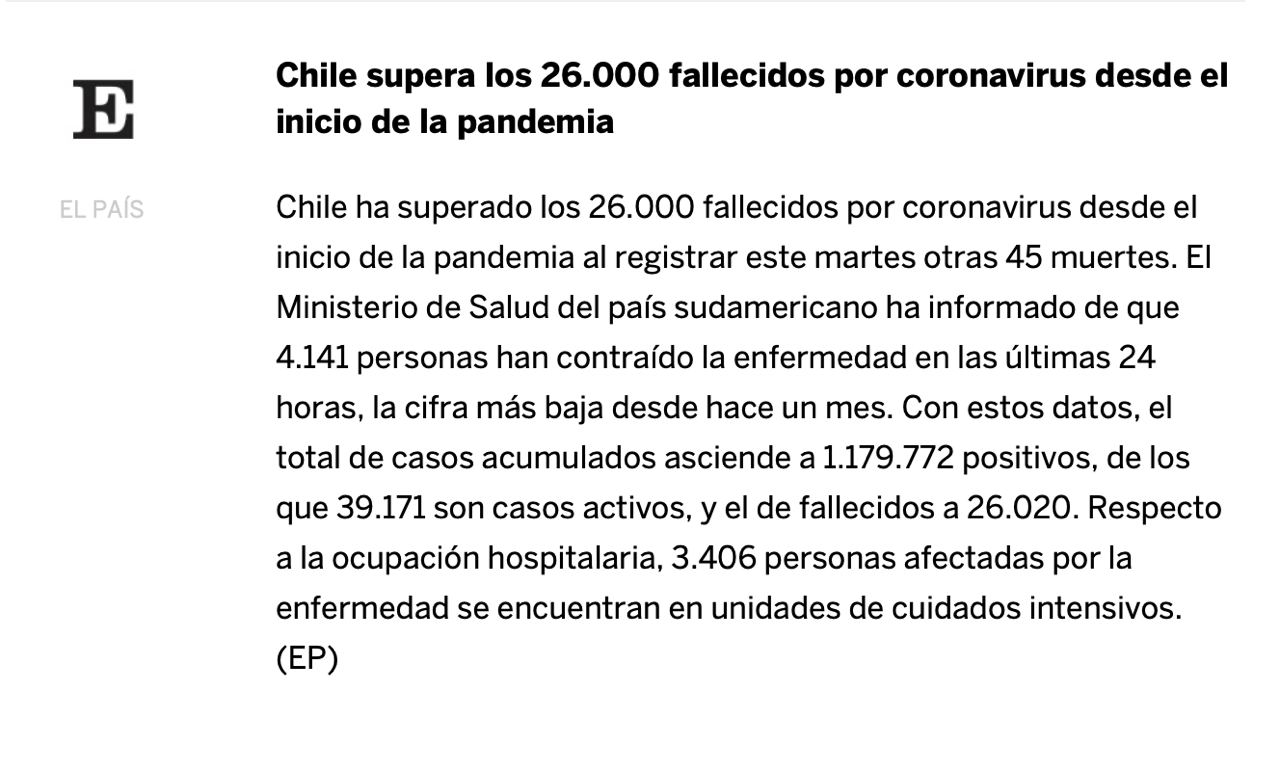 E
Chile supera los 26.000 fallecidos por coronavirus desde el
inicio de la pandemia
EL PAÍS
Chile ha superado los 26.000 fallecidos por coronavirus desde el
inicio de la pandemia al registrar este martes otras 45 muertes. El
Ministerio de Salud del país sudamericano ha informado de que
4.141 personas han contraído la enfermedad en las últimas 24
horas, la cifra más baja desde hace un mes. Con estos datos, el
total de casos acumulados asciende a 1.179.772 positivos, de los
que 39.171 son casos activos, y el de fallecidos a 26.020. Respecto
a la ocupación hospitalaria, 3.406 personas afectadas por la
enfermedad se encuentran en unidades de cuidados intensivos.
(EP)